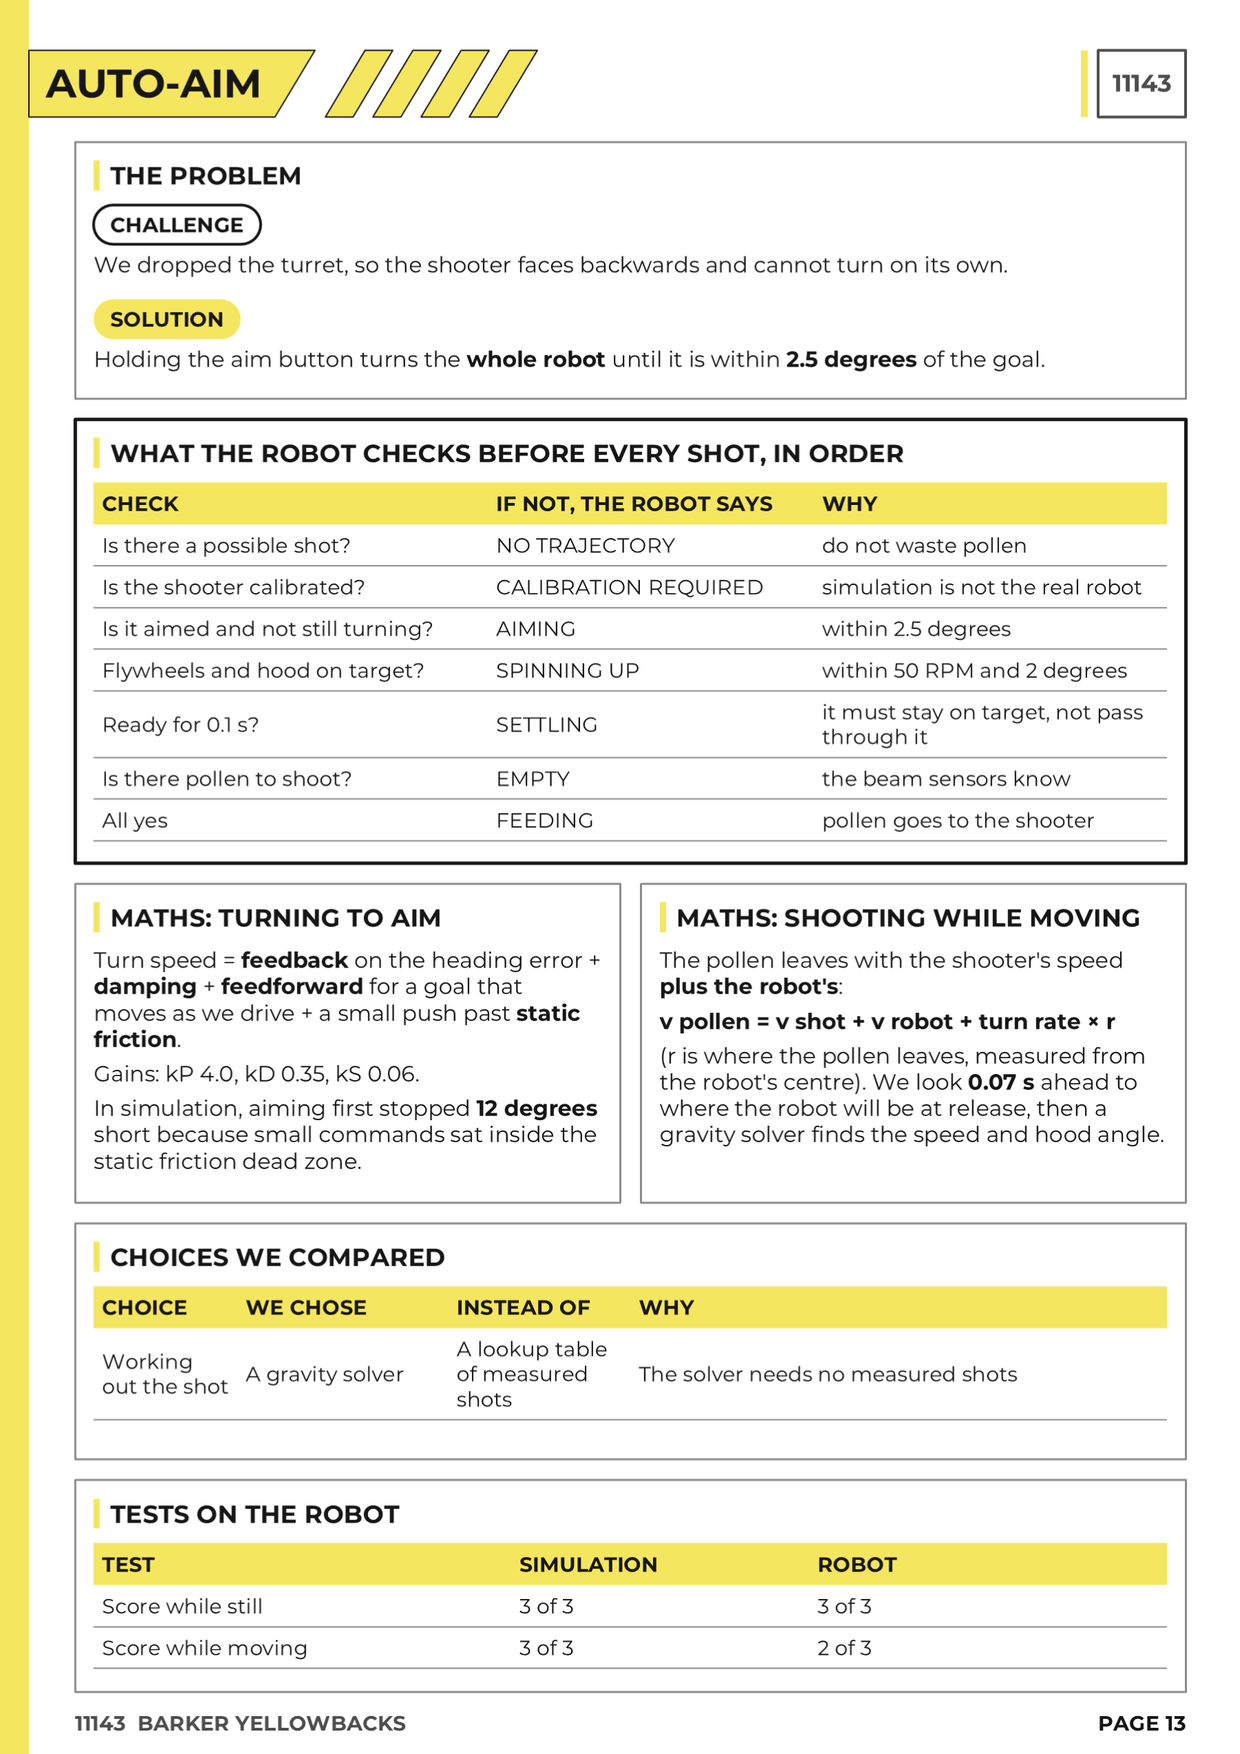 AUTO-AIM
11143
THE PROBLEM
CHALLENGE
We dropped the turret, so the shooter faces backwards and cannot turn on its own.
SOLUTION
Holding the aim button turns the whole robot until it is within 2.5 degrees of the goal.
WHAT THE ROBOT CHECKS BEFORE EVERY SHOT, IN ORDER
CHECK IF NOT, THE ROBOT SAYS WHY
Is there a possible shot? NO TRAJECTORY do not waste pollen
Is the shooter calibrated? CALIBRATION REQUIRED simulation is not the real robot
Is it aimed and not still turning? AIMING within 2.5 degrees
Flywheels and hood on target? SPINNING UP within 50 RPM and 2 degrees
Ready for 0.1 s? SETTLING it must stay on target, not pass
through it
Is there pollen to shoot? EMPTY the beam sensors know
All yes FEEDING pollen goes to the shooter
MATHS: TURNING TO AIM
Turn speed = feedback on the heading error +
damping + feedforward for a goal that
moves as we drive + a small push past static
friction.
Gains: kP 4.0, kD 0.35, kS 0.06.
In simulation, aiming first stopped 12 degrees
short because small commands sat inside the
static friction dead zone.
MATHS: SHOOTING WHILE MOVING
The pollen leaves with the shooter's speed
plus the robot's:
v pollen = v shot + v robot + turn rate × r
(r is where the pollen leaves, measured from
the robot's centre). We look 0.07 s ahead to
where the robot will be at release, then a
gravity solver finds the speed and hood angle.
CHOICES WE COMPARED
CHOICE WE CHOSE INSTEAD OF WHY
Working
out the shot
A gravity solver
A lookup table
of measured
shots
The solver needs no measured shots
TESTS ON THE ROBOT
TEST SIMULATION ROBOT
Score while still 3 of 3 3 of 3
Score while moving 3 of 3 2 of 3
11143 BARKER YELLOWBACKS
PAGE 13